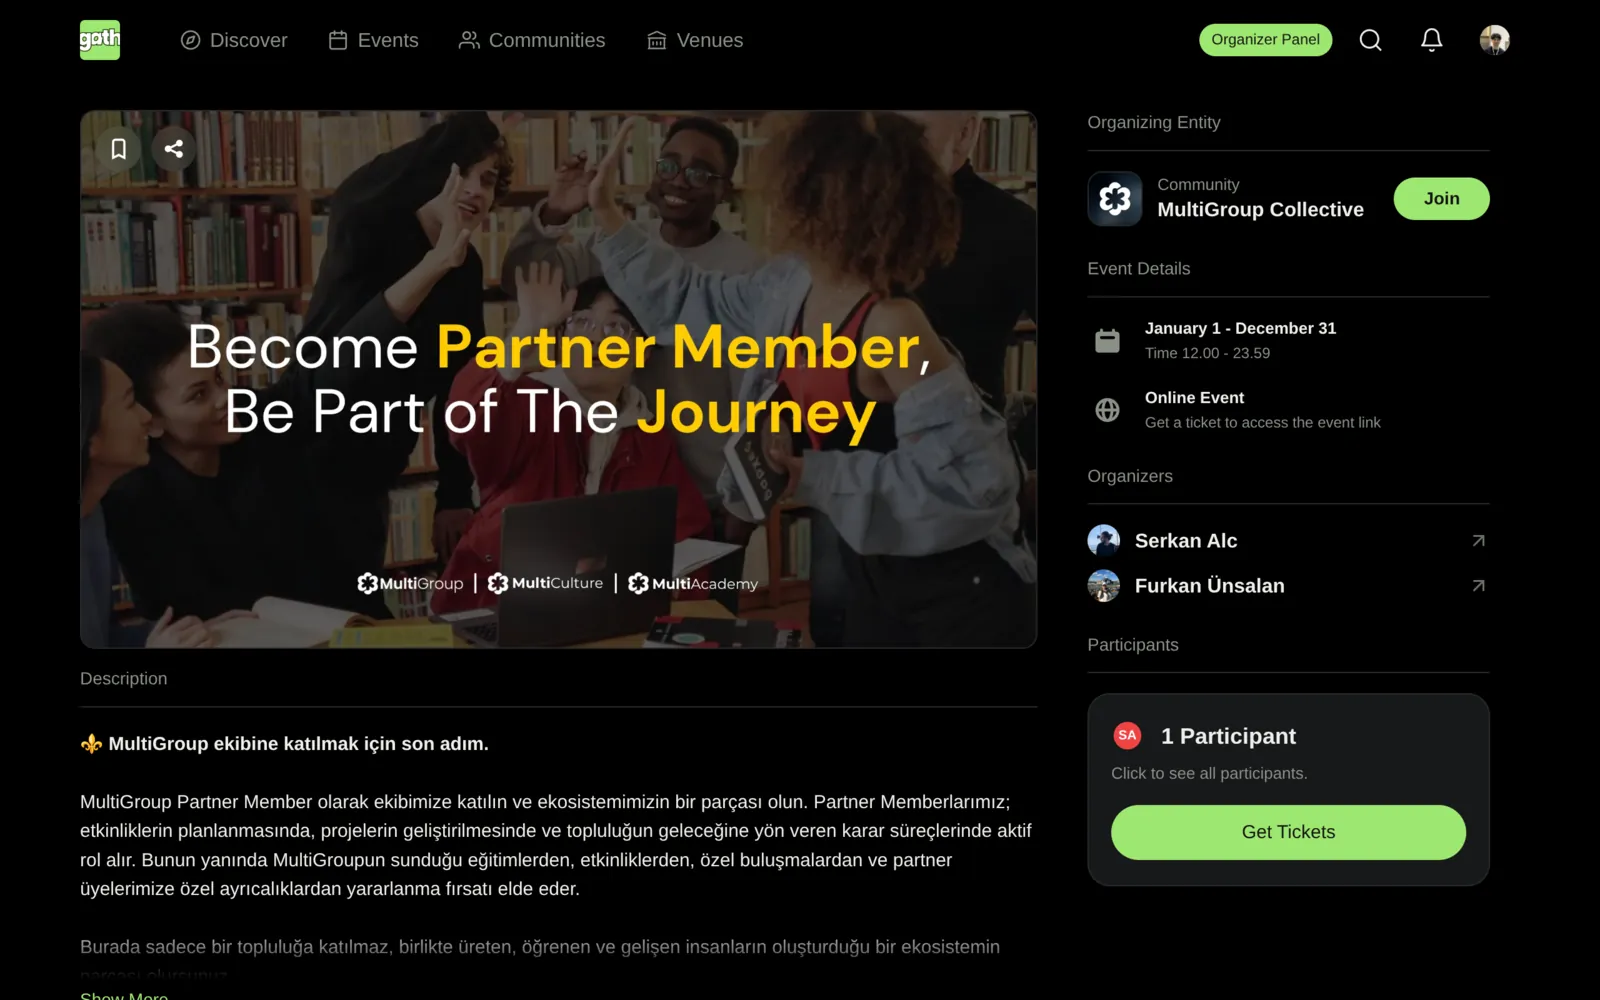 goth
Discover
Events
Communities
Venues
Organizer Panel
Become Partner Member,
Be Part of The Journey
MultiGroup | MultiCulture | MultiAcademy
Description
⚜️ MultiGroup ekibine katılmak için son adım.
MultiGroup Partner Member olarak ekibimize katılın ve ekosistemimizin bir parçası olun. Partner Memberlarımız;
etkinliklerin planlanmasında, projelerin geliştirilmesinde ve topluluğun geleceğine yön veren karar süreçlerinde aktif
rol alır. Bunun yanında MultiGroupun sunduğu eğitimlerden, etkinliklerden, özel buluşmalardan ve partner
üyelerimize özel ayrıcalıklardan yararlanma fırsatı elde eder.
Burada sadece bir topluluğa katılmaz, birlikte üreten, öğrenen ve gelişen insanların oluşturduğu bir ekosistemin
parçası olursunuz.
Show More
Organizing Entity
Community
MultiGroup Collective
Join
Event Details
January 1 - December 31
Time 12.00 - 23.59
Online Event
Get a ticket to access the event link
Organizers
Serkan Alc
Furkan Ünsalan
Participants
SA
1 Participant
Click to see all participants.
Get Tickets